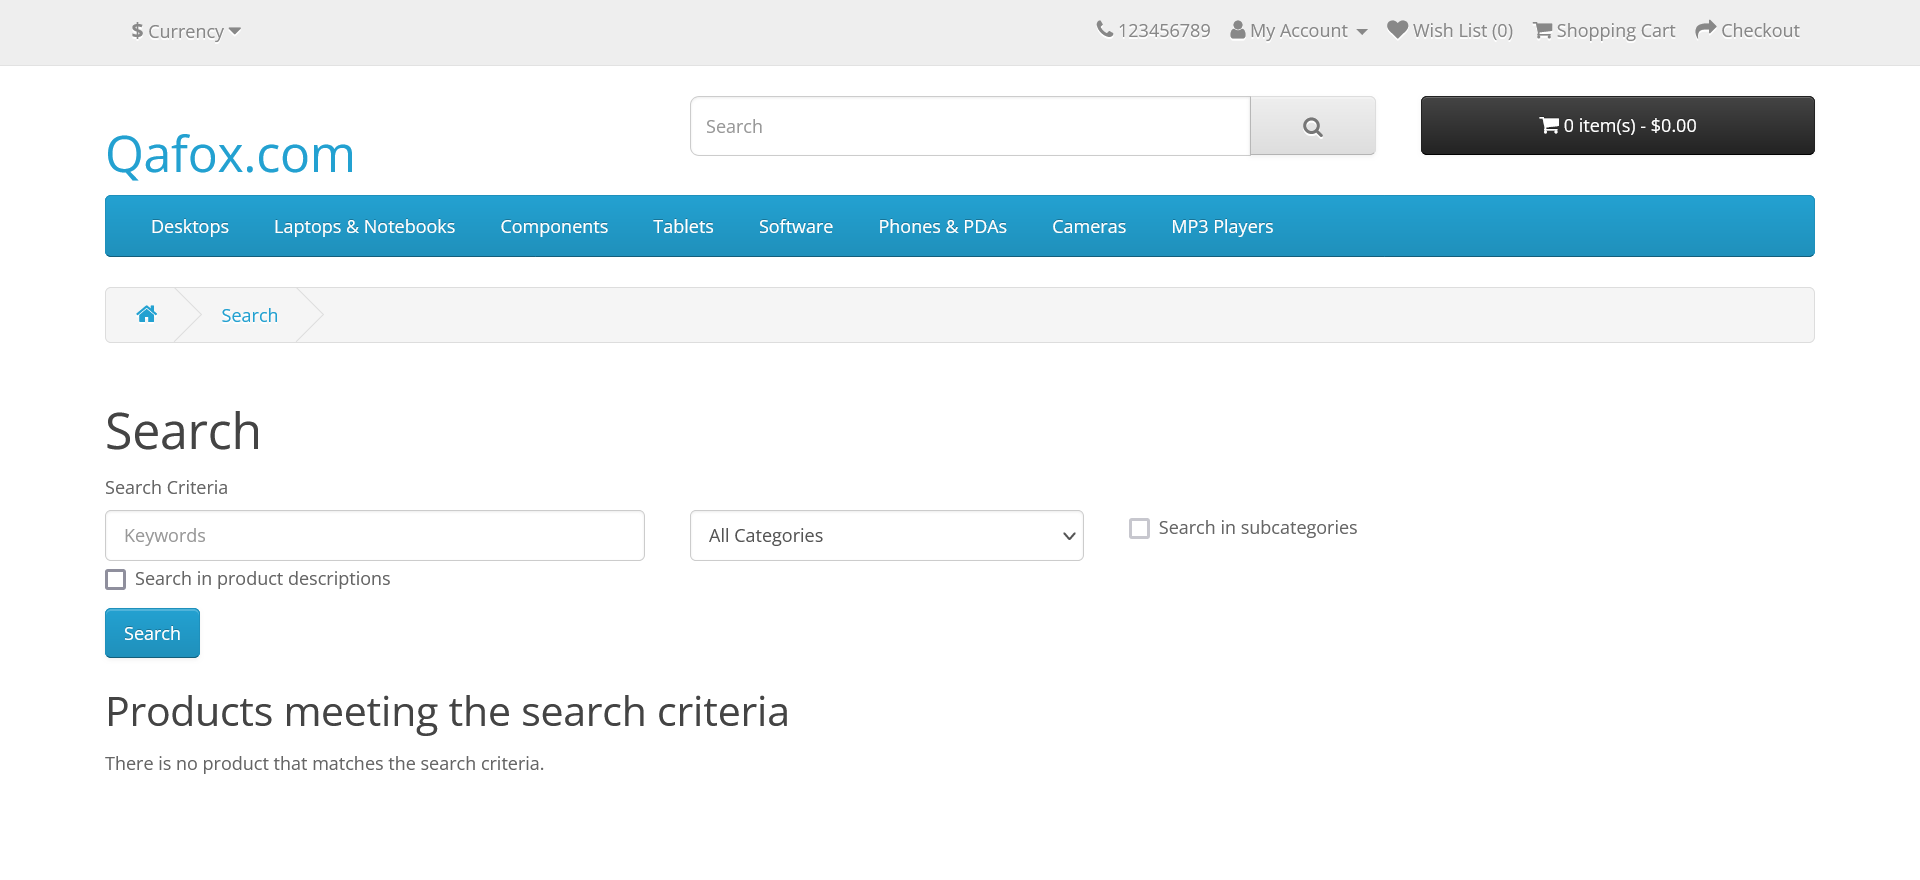 $ Currency
123456789 My Account Wish List (0) Shopping Cart Checkout
Qafox.com
Search
0 item(s) - $0.00
Desktops Laptops & Notebooks Components Tablets Software Phones & PDAs Cameras MP3 Players
Search
Search
Search Criteria
Keywords All Categories Search in subcategories
Search in product descriptions
Search
Products meeting the search criteria
There is no product that matches the search criteria.